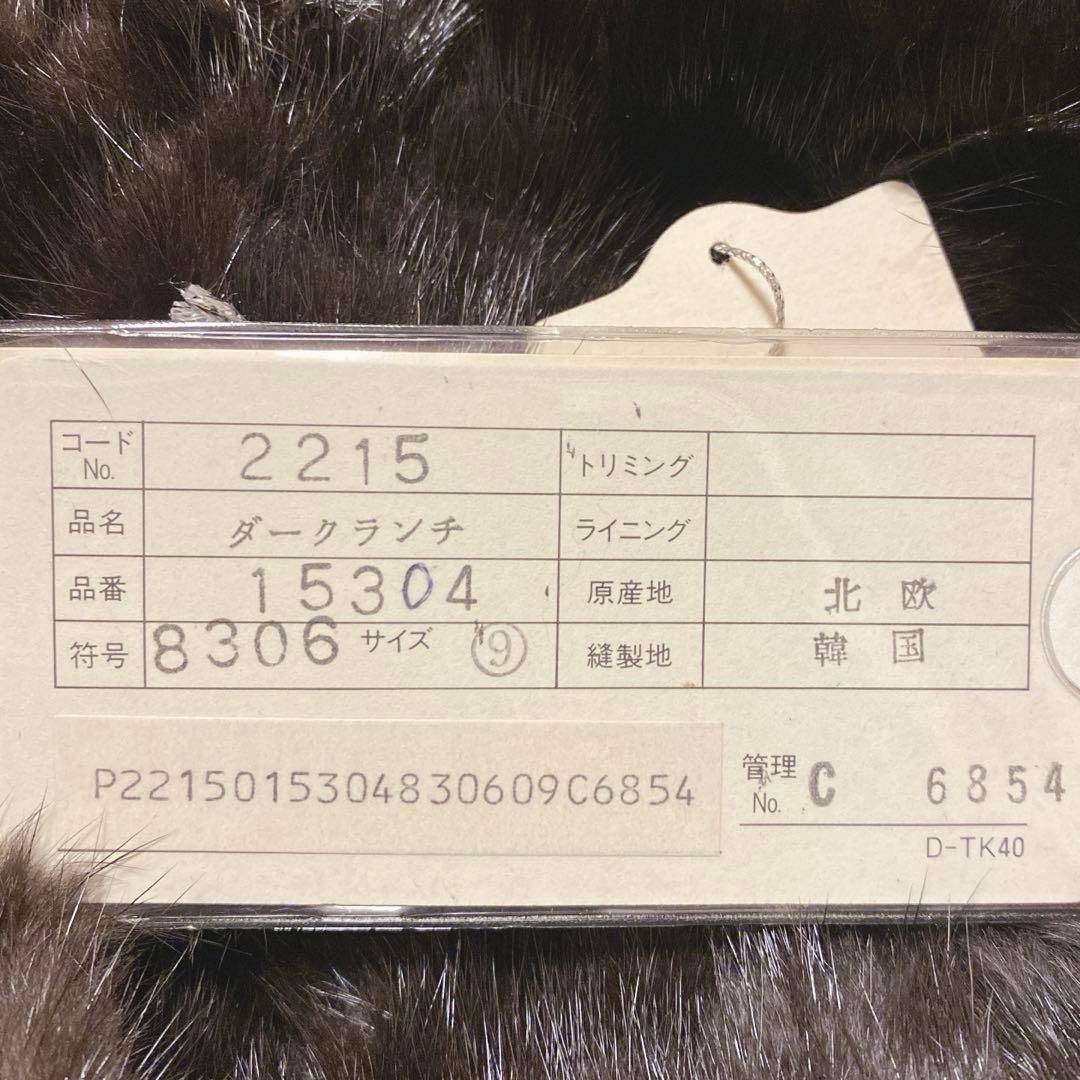 コード No. 2215 トリミング
品名 ダークランチ ライニング
品番 15304 原産地 北欧
符号 8306 サイズ ⑨ 縫製地 韓国
P2215015304830609C6854
管理 No. C 6854
D-TK40